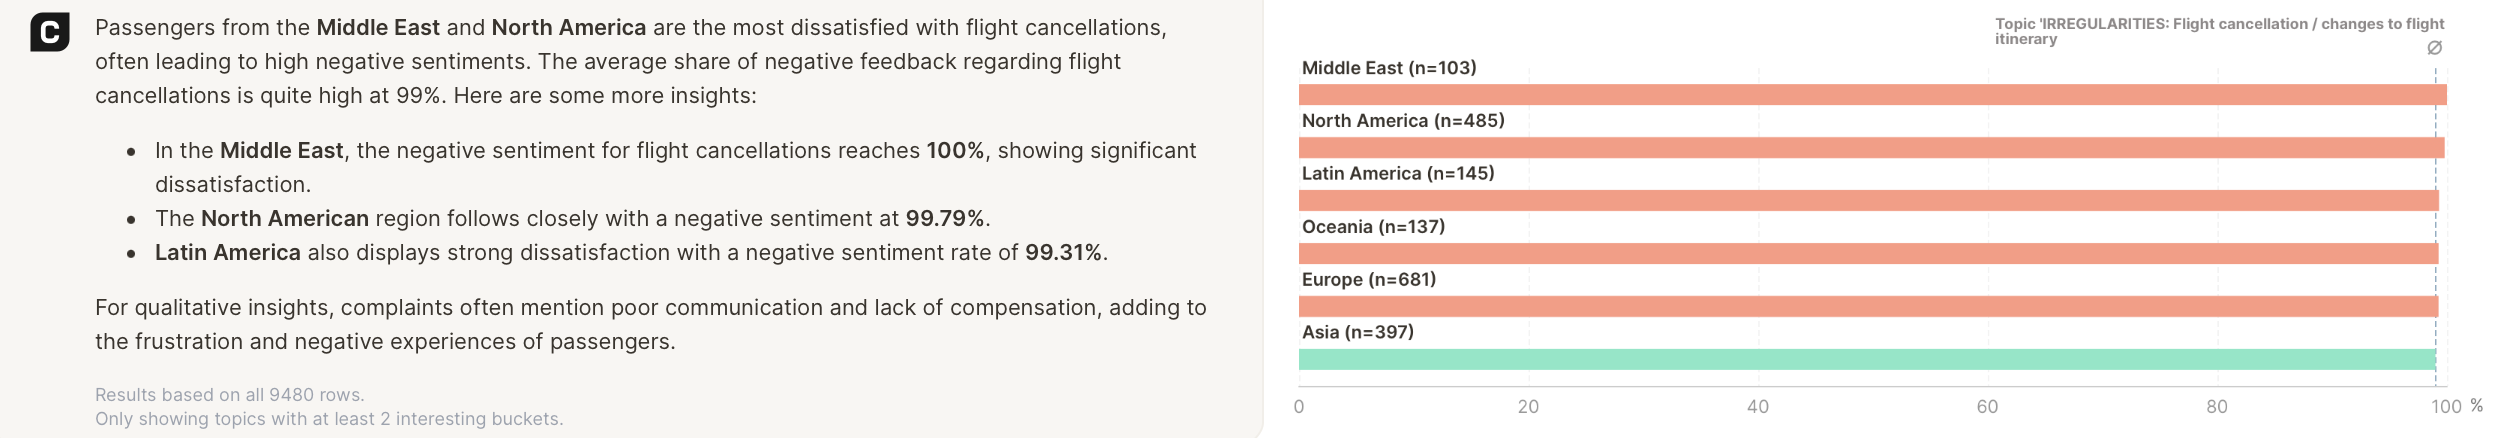 C
Passengers from the Middle East and North America are the most dissatisfied with flight cancellations,
often leading to high negative sentiments. The average share of negative feedback regarding flight
cancellations is quite high at 99%. Here are some more insights:
• In the Middle East, the negative sentiment for flight cancellations reaches 100%, showing significant
dissatisfaction.
• The North American region follows closely with a negative sentiment at 99.79%.
• Latin America also displays strong dissatisfaction with a negative sentiment rate of 99.31%.
For qualitative insights, complaints often mention poor communication and lack of compensation, adding to
the frustration and negative experiences of passengers.
Results based on all 9480 rows.
Only showing topics with at least 2 interesting buckets.
Topic 'IRREGULARITIES: Flight cancellation / changes to flight
itinerary
Ø
Middle East (n=103)
North America (n=485)
Latin America (n=145)
Oceania (n=137)
Europe (n=681)
Asia (n=397)
0 20 40 60 80 100 %